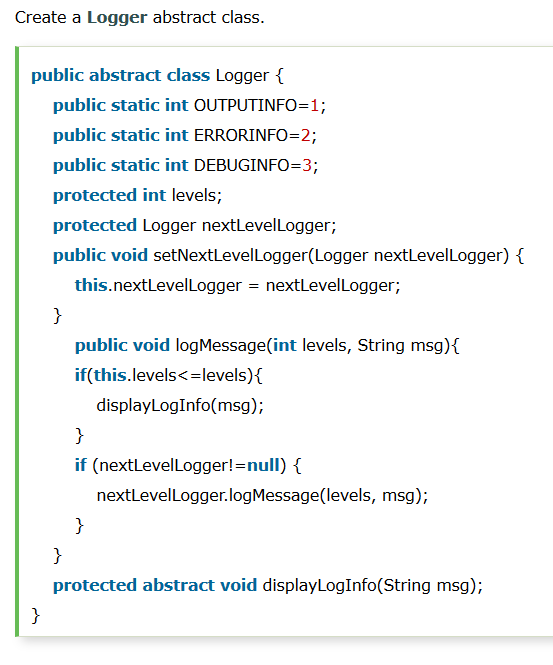 Create a Logger abstract class.
public abstract class Logger {
public static int OUTPUTINFO=1;
public static int ERRORINFO=2;
public static int DEBUGINFO=3;
protected int levels;
protected Logger nextLevelLogger;
public void setNextLevelLogger(Logger nextLevelLogger) {
this.nextLevelLogger = nextLevelLogger;
}
public void logMessage(int levels, String msg){
if(this.levels<=levels){
displayLogInfo(msg);
}
if (nextLevelLogger!=null) {
nextLevelLogger.logMessage(levels, msg);
}
}
protected abstract void displayLogInfo(String msg);
}